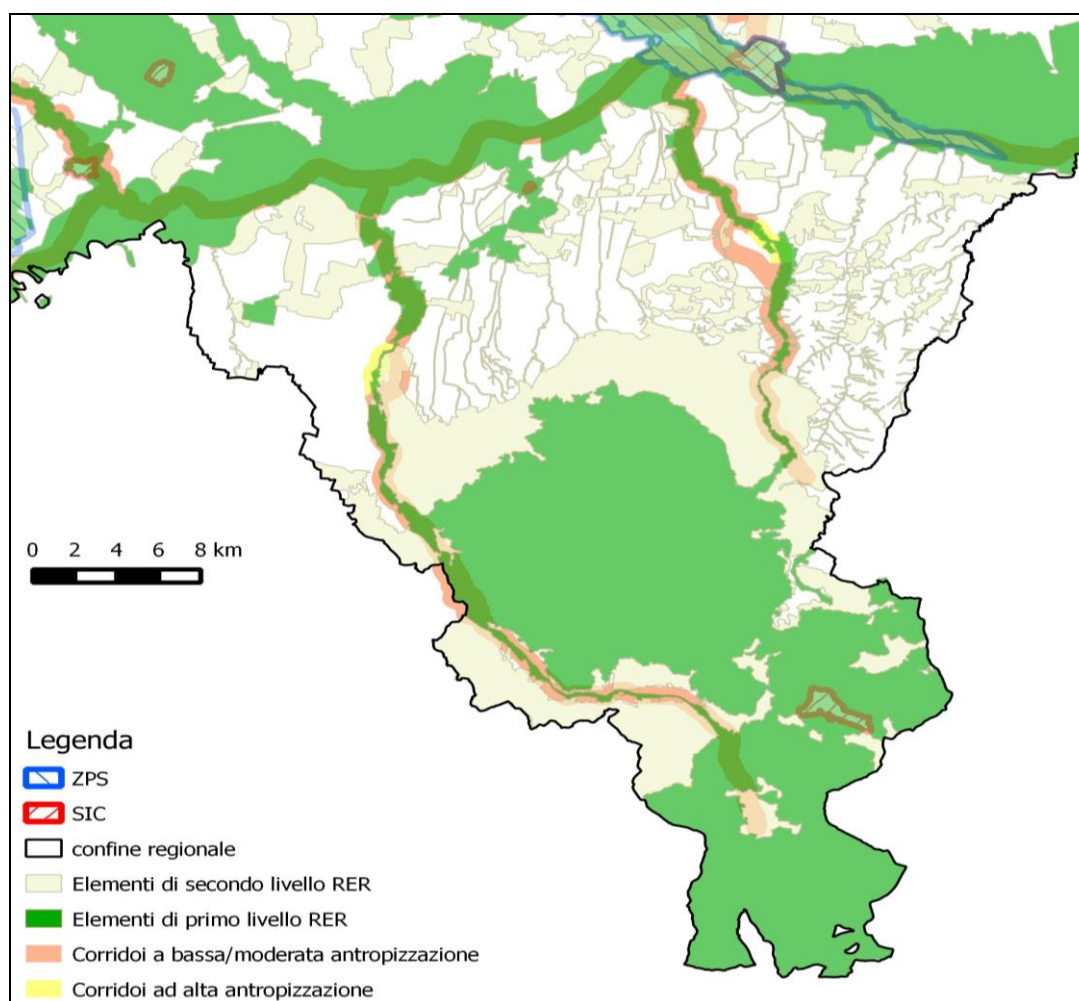 0 2 4 6 8 km
Legenda
ZPS
SIC
confine regionale
Elementi di secondo livello RER
Elementi di primo livello RER
Corridoi a bassa/moderata antropizzazione
Corridoi ad alta antropizzazione